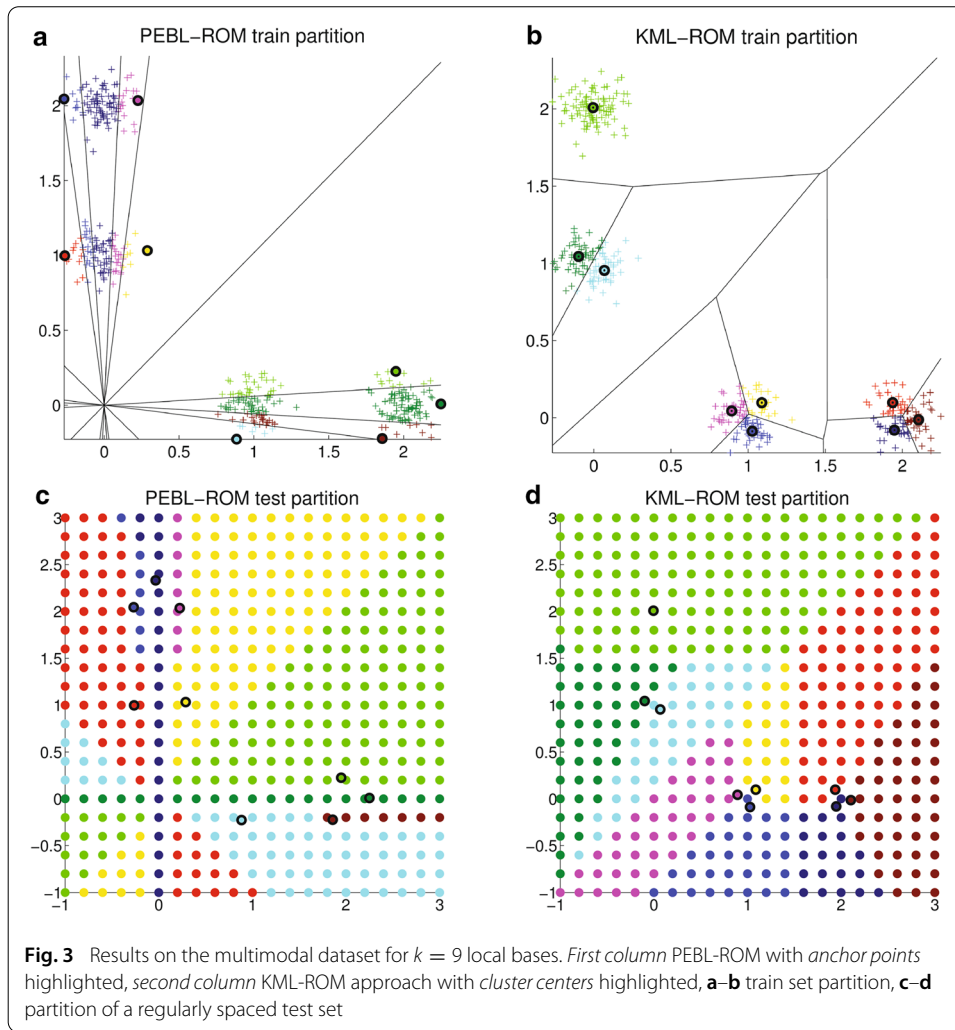 a PEBL-ROM train partition
2
1.5
1
0.5
0
0 0.5 1 1.5 2
b KML-ROM train partition
2
1.5
1
0.5
0
0 0.5 1 1.5 2
c PEBL-ROM test partition
3
2.5
2
1.5
1
0.5
0
−0.5
−1
−1 0 1 2 3
d KML-ROM test partition
3
2.5
2
1.5
1
0.5
0
−0.5
−1
−1 0 1 2 3
Fig. 3 Results on the multimodal dataset for k = 9 local bases. First column PEBL-ROM with anchor points
highlighted, second column KML-ROM approach with cluster centers highlighted, a–b train set partition, c–d
partition of a regularly spaced test set